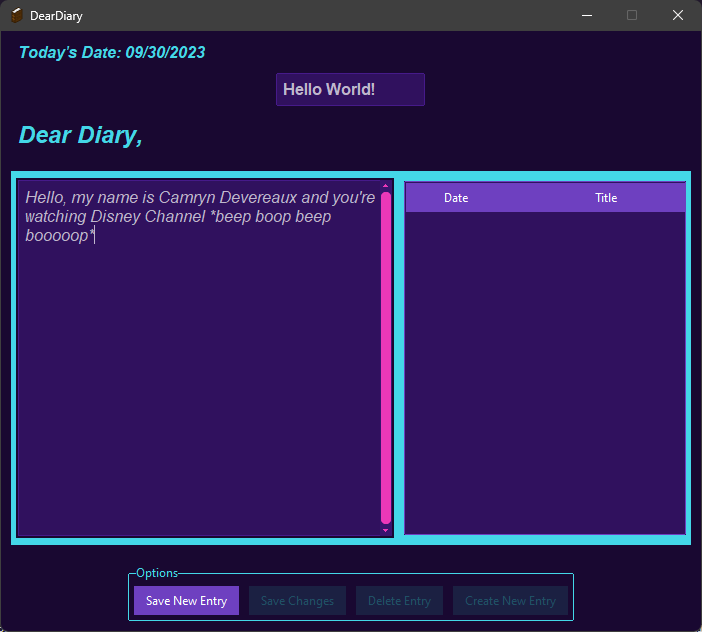 DearDiary
Today's Date: 09/30/2023
Hello World!
Dear Diary,
Hello, my name is Camryn Devereaux and you're
watching Disney Channel *beep boop beep
booooop*
Date Title
Options
Save New Entry Save Changes Delete Entry Create New Entry